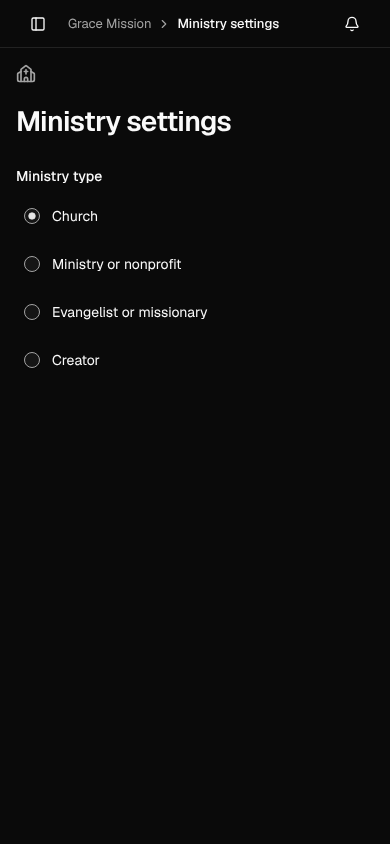 Grace Mission > Ministry settings
Ministry settings
Ministry type
Church
Ministry or nonprofit
Evangelist or missionary
Creator